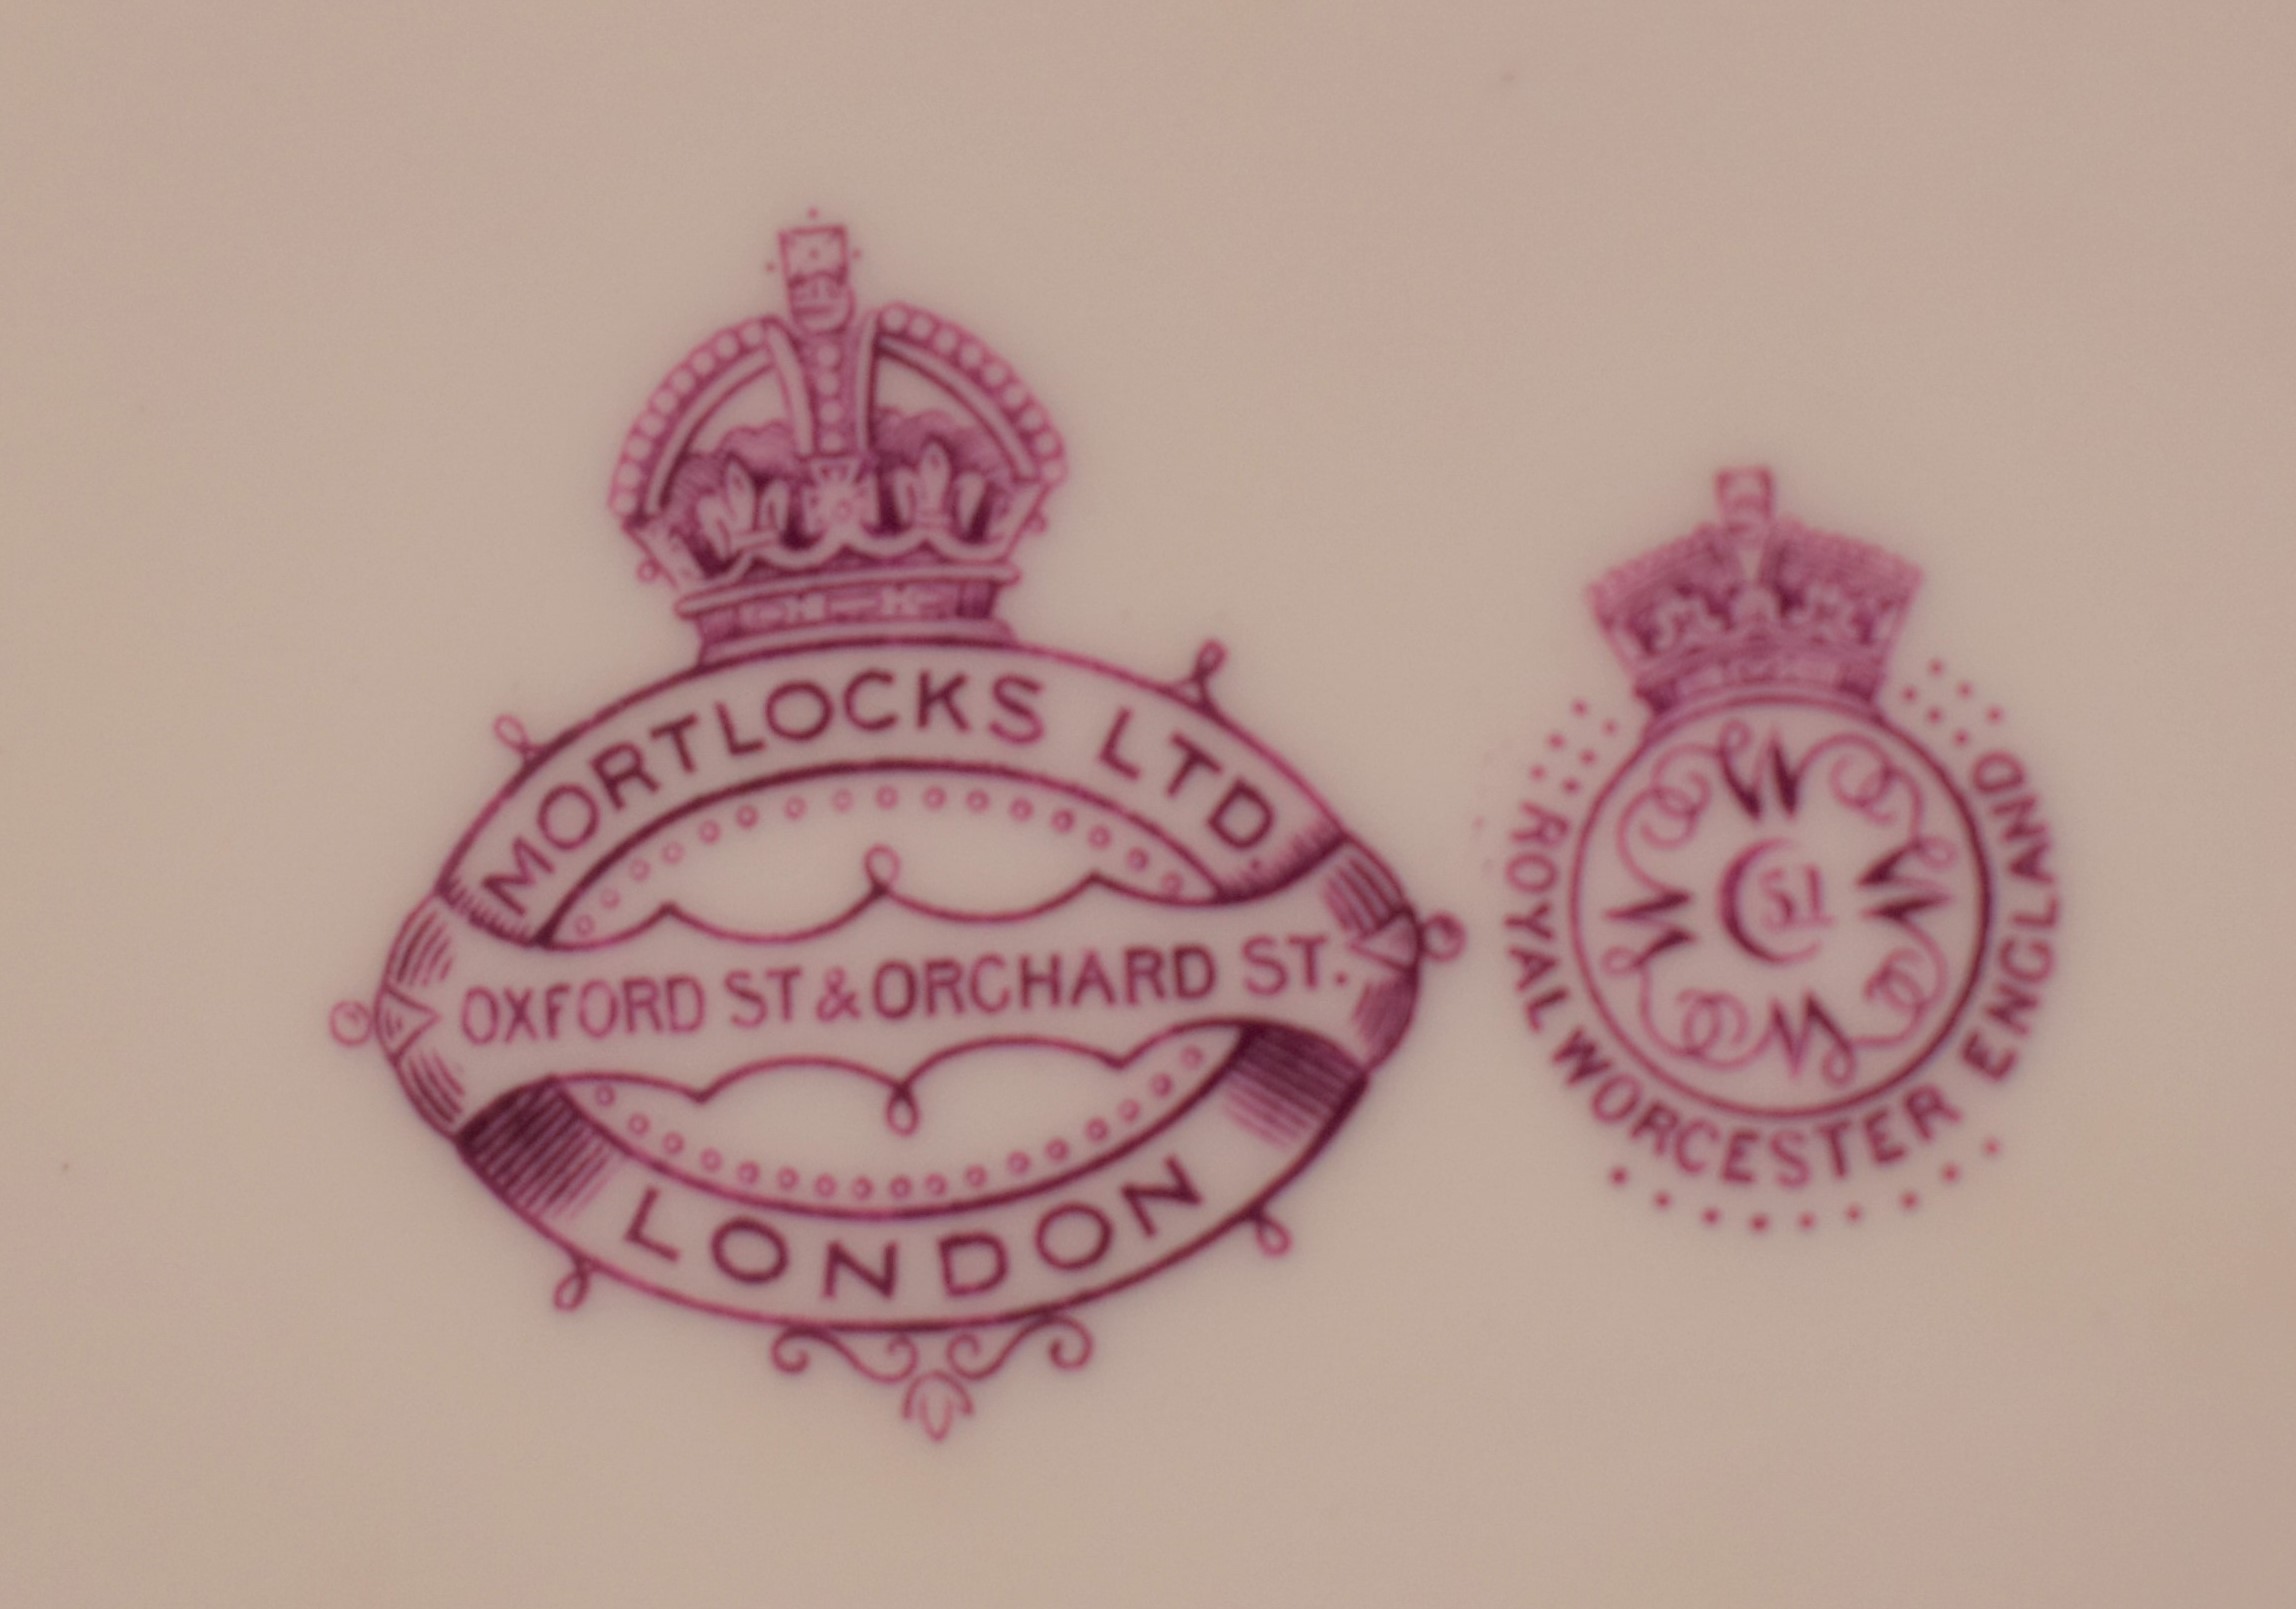 MORTLOCKS LTD.
OXFORD ST & ORCHARD ST.
LONDON
W
W C 51 W
W
ROYAL WORCESTER ENGLAND